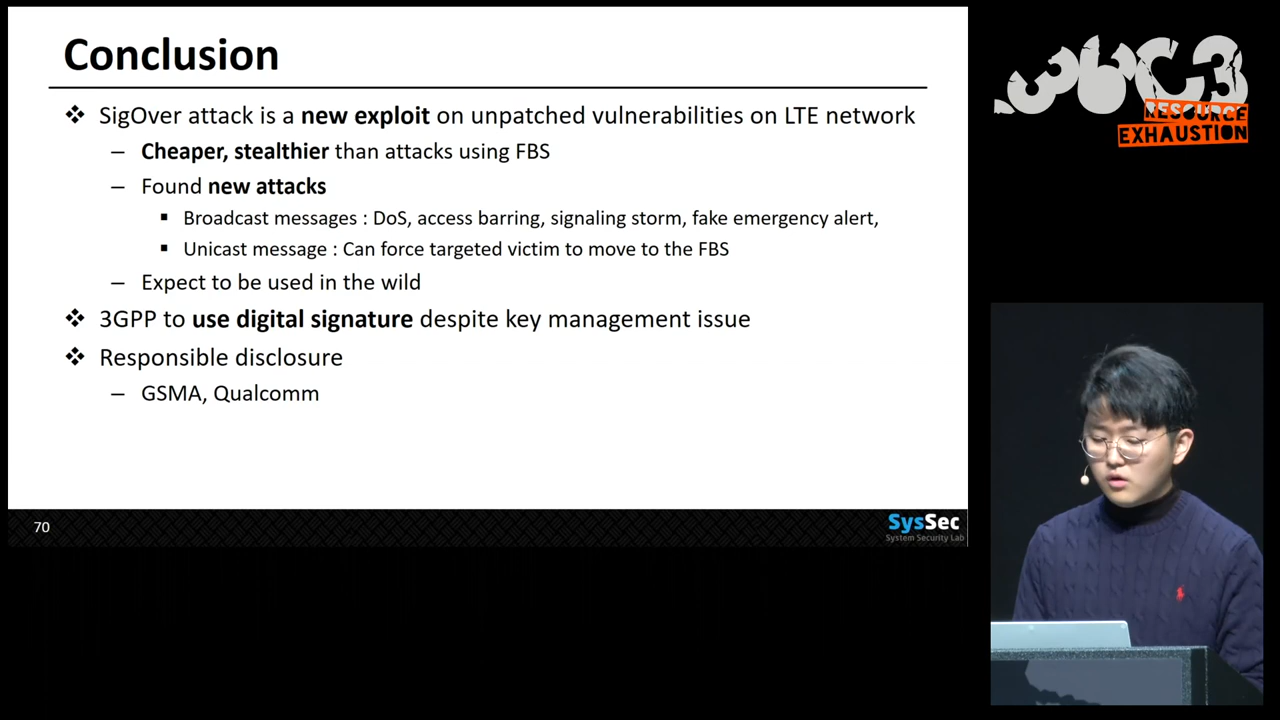 Conclusion
❖ SigOver attack is a new exploit on unpatched vulnerabilities on LTE network
– Cheaper, stealthier than attacks using FBS
– Found new attacks
▪ Broadcast messages : DoS, access barring, signaling storm, fake emergency alert,
▪ Unicast message : Can force targeted victim to move to the FBS
– Expect to be used in the wild
❖ 3GPP to use digital signature despite key management issue
❖ Responsible disclosure
– GSMA, Qualcomm
70
SysSec
System Security Lab
36C3
RESOURCE
EXHAUSTION